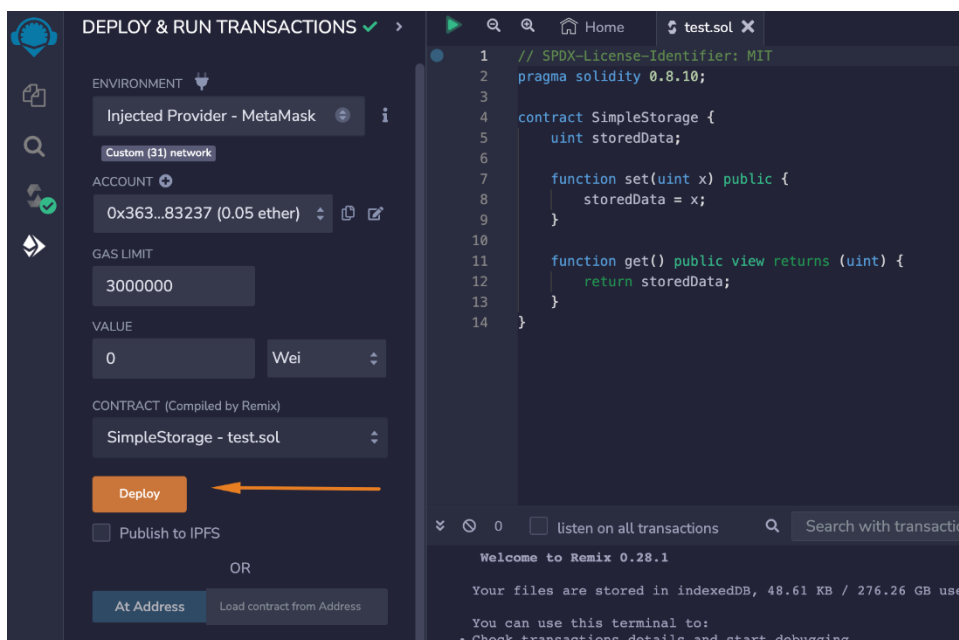 DEPLOY & RUN TRANSACTIONS
ENVIRONMENT
Injected Provider - MetaMask
i
Custom (31) network
ACCOUNT
0x363...83237 (0.05 ether)
GAS LIMIT
3000000
VALUE
0
Wei
CONTRACT (Compiled by Remix)
SimpleStorage - test.sol
Deploy
Publish to IPFS
OR
At Address
Load contract from Address
Home
test.sol
1 // SPDX-License-Identifier: MIT
2 pragma solidity 0.8.10;
3
4 contract SimpleStorage {
5 uint storedData;
6
7 function set(uint x) public {
8 storedData = x;
9 }
10
11 function get() public view returns (uint) {
12 return storedData;
13 }
14 }
0
listen on all transactions
Search with transactio
Welcome to Remix 0.28.1
Your files are stored in indexedDB, 48.61 KB / 276.26 GB use
You can use this terminal to:
• Check transactions details and start debugging